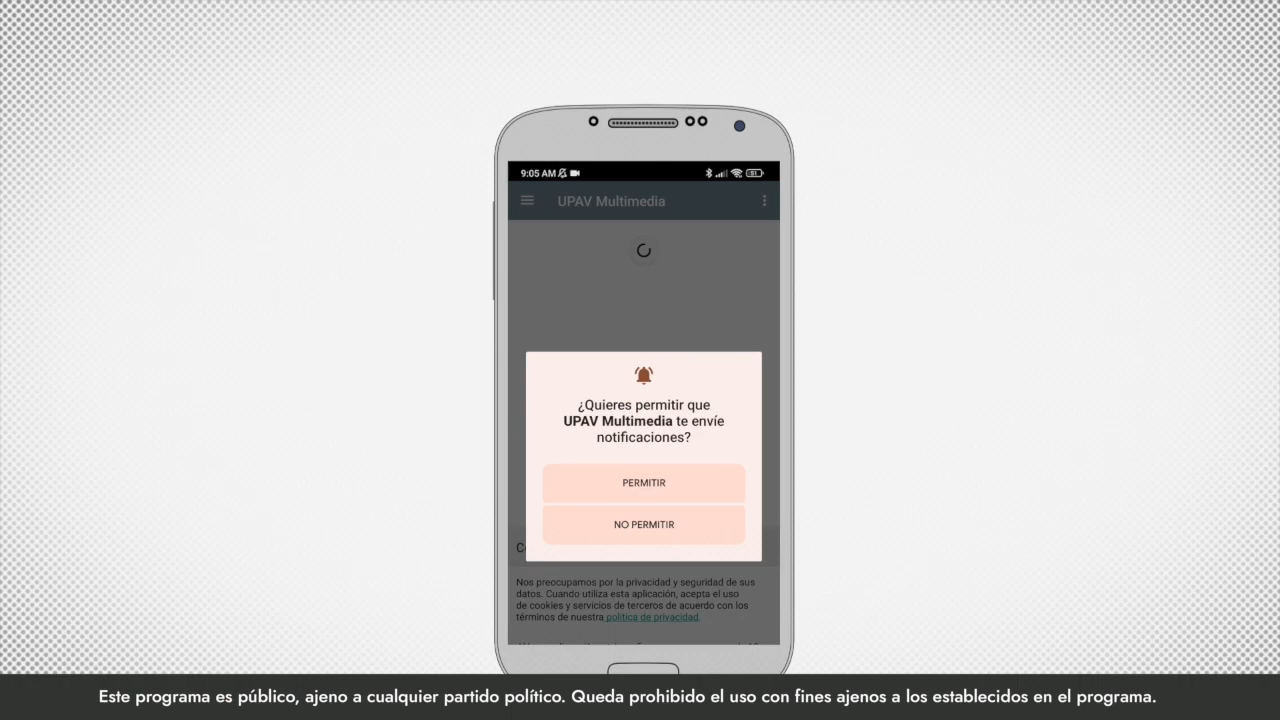 9:05 AM
51
UPAV Multimedia
¿Quieres permitir que
UPAV Multimedia te envíe
notificaciones?
PERMITIR
NO PERMITIR
Nos preocupamos por la privacidad y seguridad de sus
datos. Cuando utiliza esta aplicación, acepta el uso
de cookies y servicios de terceros de acuerdo con los
términos de nuestra política de privacidad.
Este programa es público, ajeno a cualquier partido político. Queda prohibido el uso con fines ajenos a los establecidos en el programa.